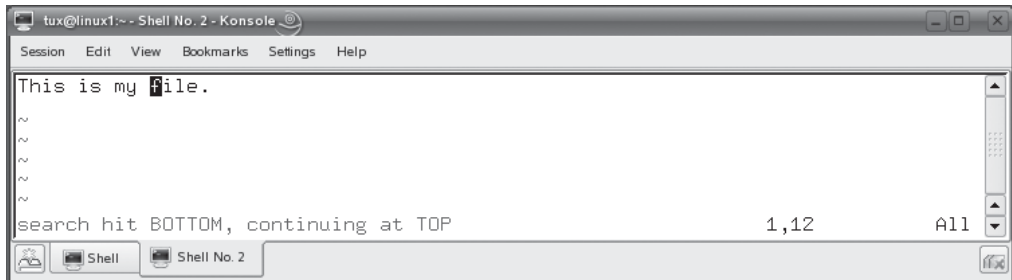 tux@linux1:~ - Shell No. 2 - Konsole
Session Edit View Bookmarks Settings Help
This is my file.
~
~
~
~
~
search hit BOTTOM, continuing at TOP 1,12 All
Shell Shell No. 2